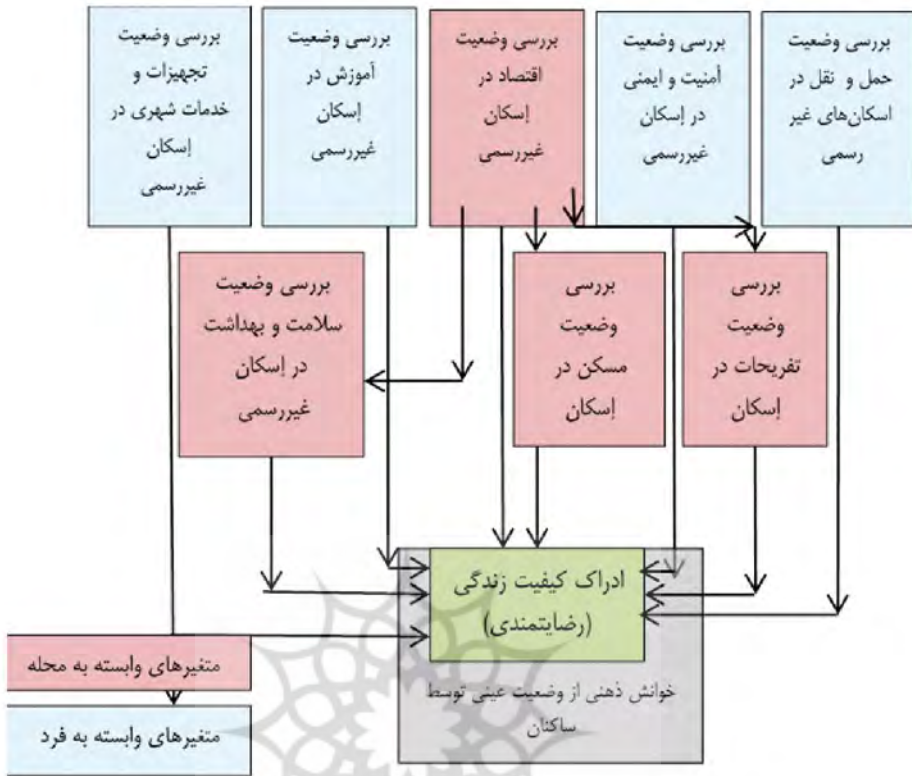 بررسی وضعیت
حمل و نقل در
اسکان‌های غیر
رسمی
بررسی وضعیت
أمنیت و ایمنی
در إسکان
غیررسمی
بررسی وضعیت
اقتصاد در
إسکان
غیررسمی
بررسی وضعیت
آموزش در
إسکان
غیررسمی
بررسی وضعیت
تجهیزات و
خدمات شهری در
إسکان
غیررسمی
بررسی
وضعیت
تفریحات در
إسکان
بررسی
وضعیت
مسکن در
إسکان
بررسی وضعیت
سلامت و بهداشت
در إسکان
غیررسمی
ادراک کیفیت زندگی
(رضایتمندی)
خوانش ذهنی از وضعیت عینی توسط
ساکنان
متغیرهای وابسته به محله
متغیرهای وابسته به فرد